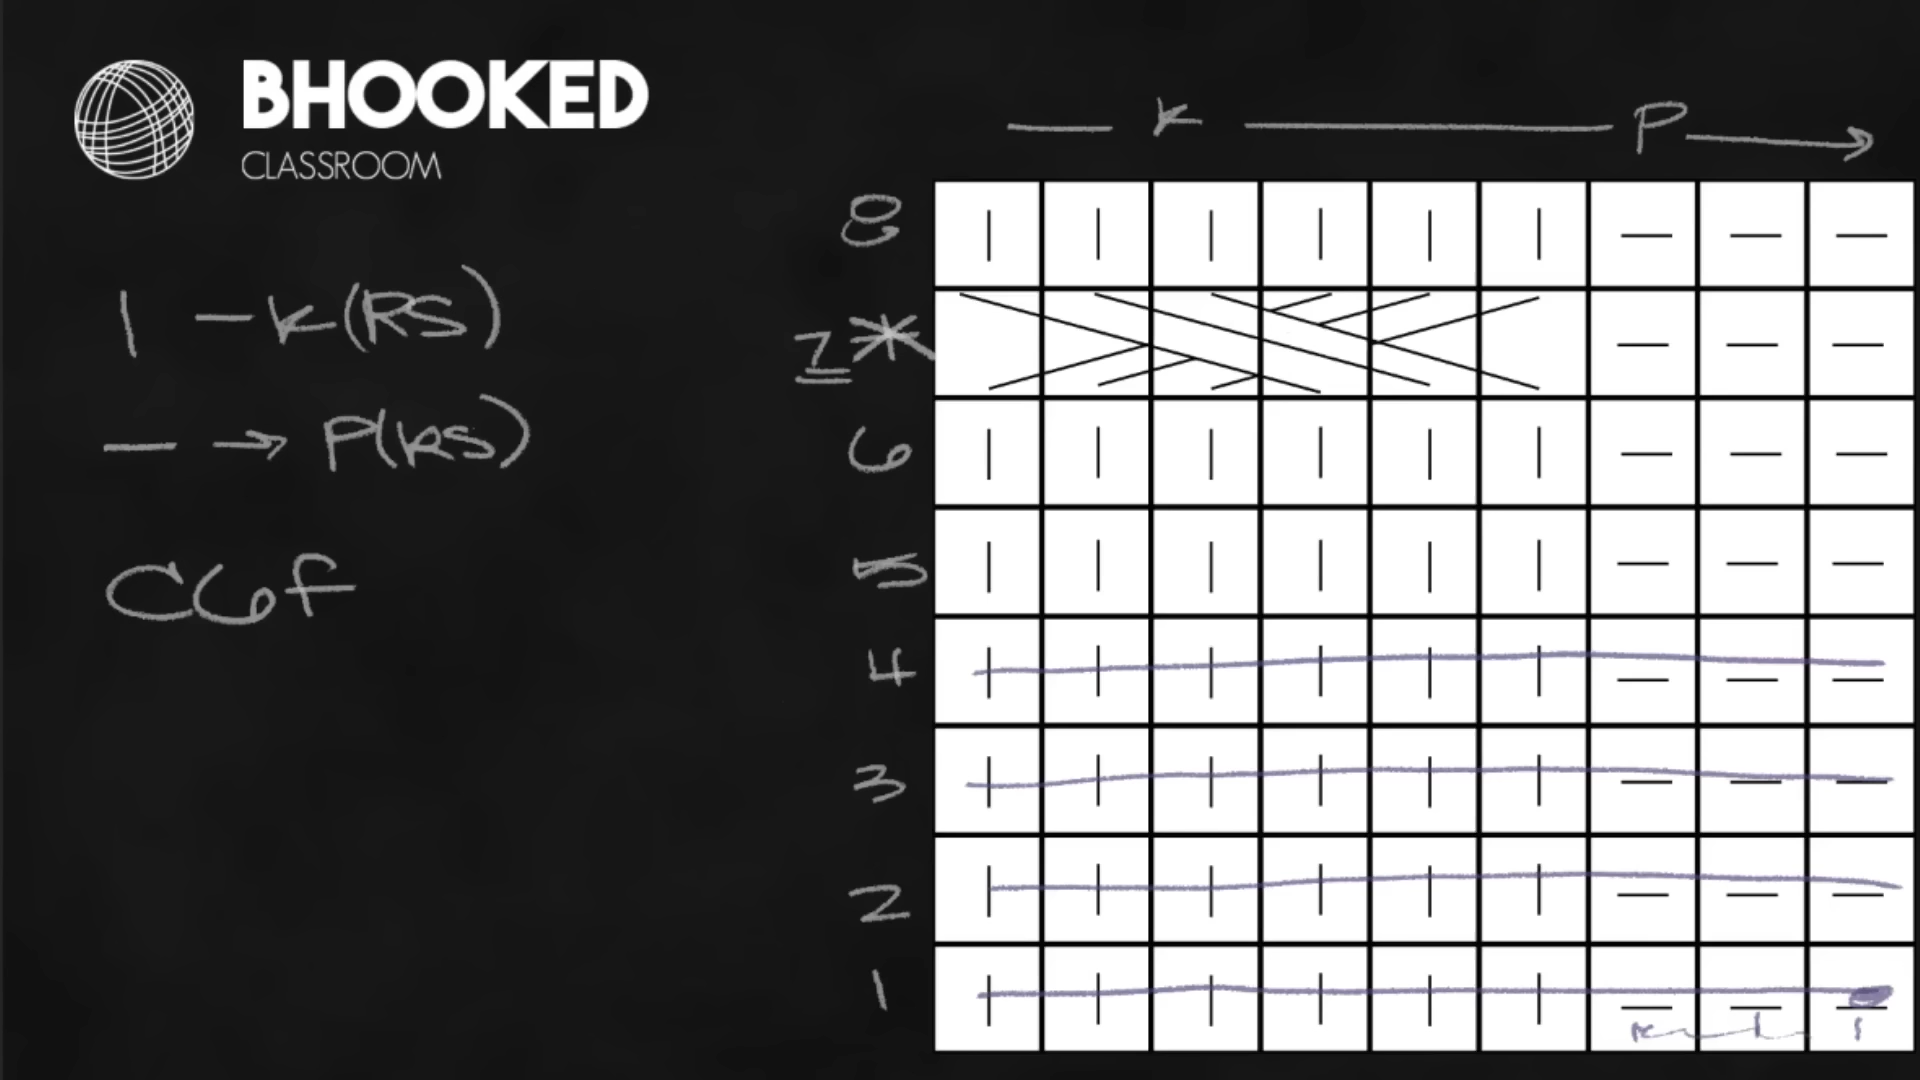 BHOOKED
CLASSROOM
K P
8
| — K (RS)
7*
— → P(RS)
6
5
C6f
4
3
2
1